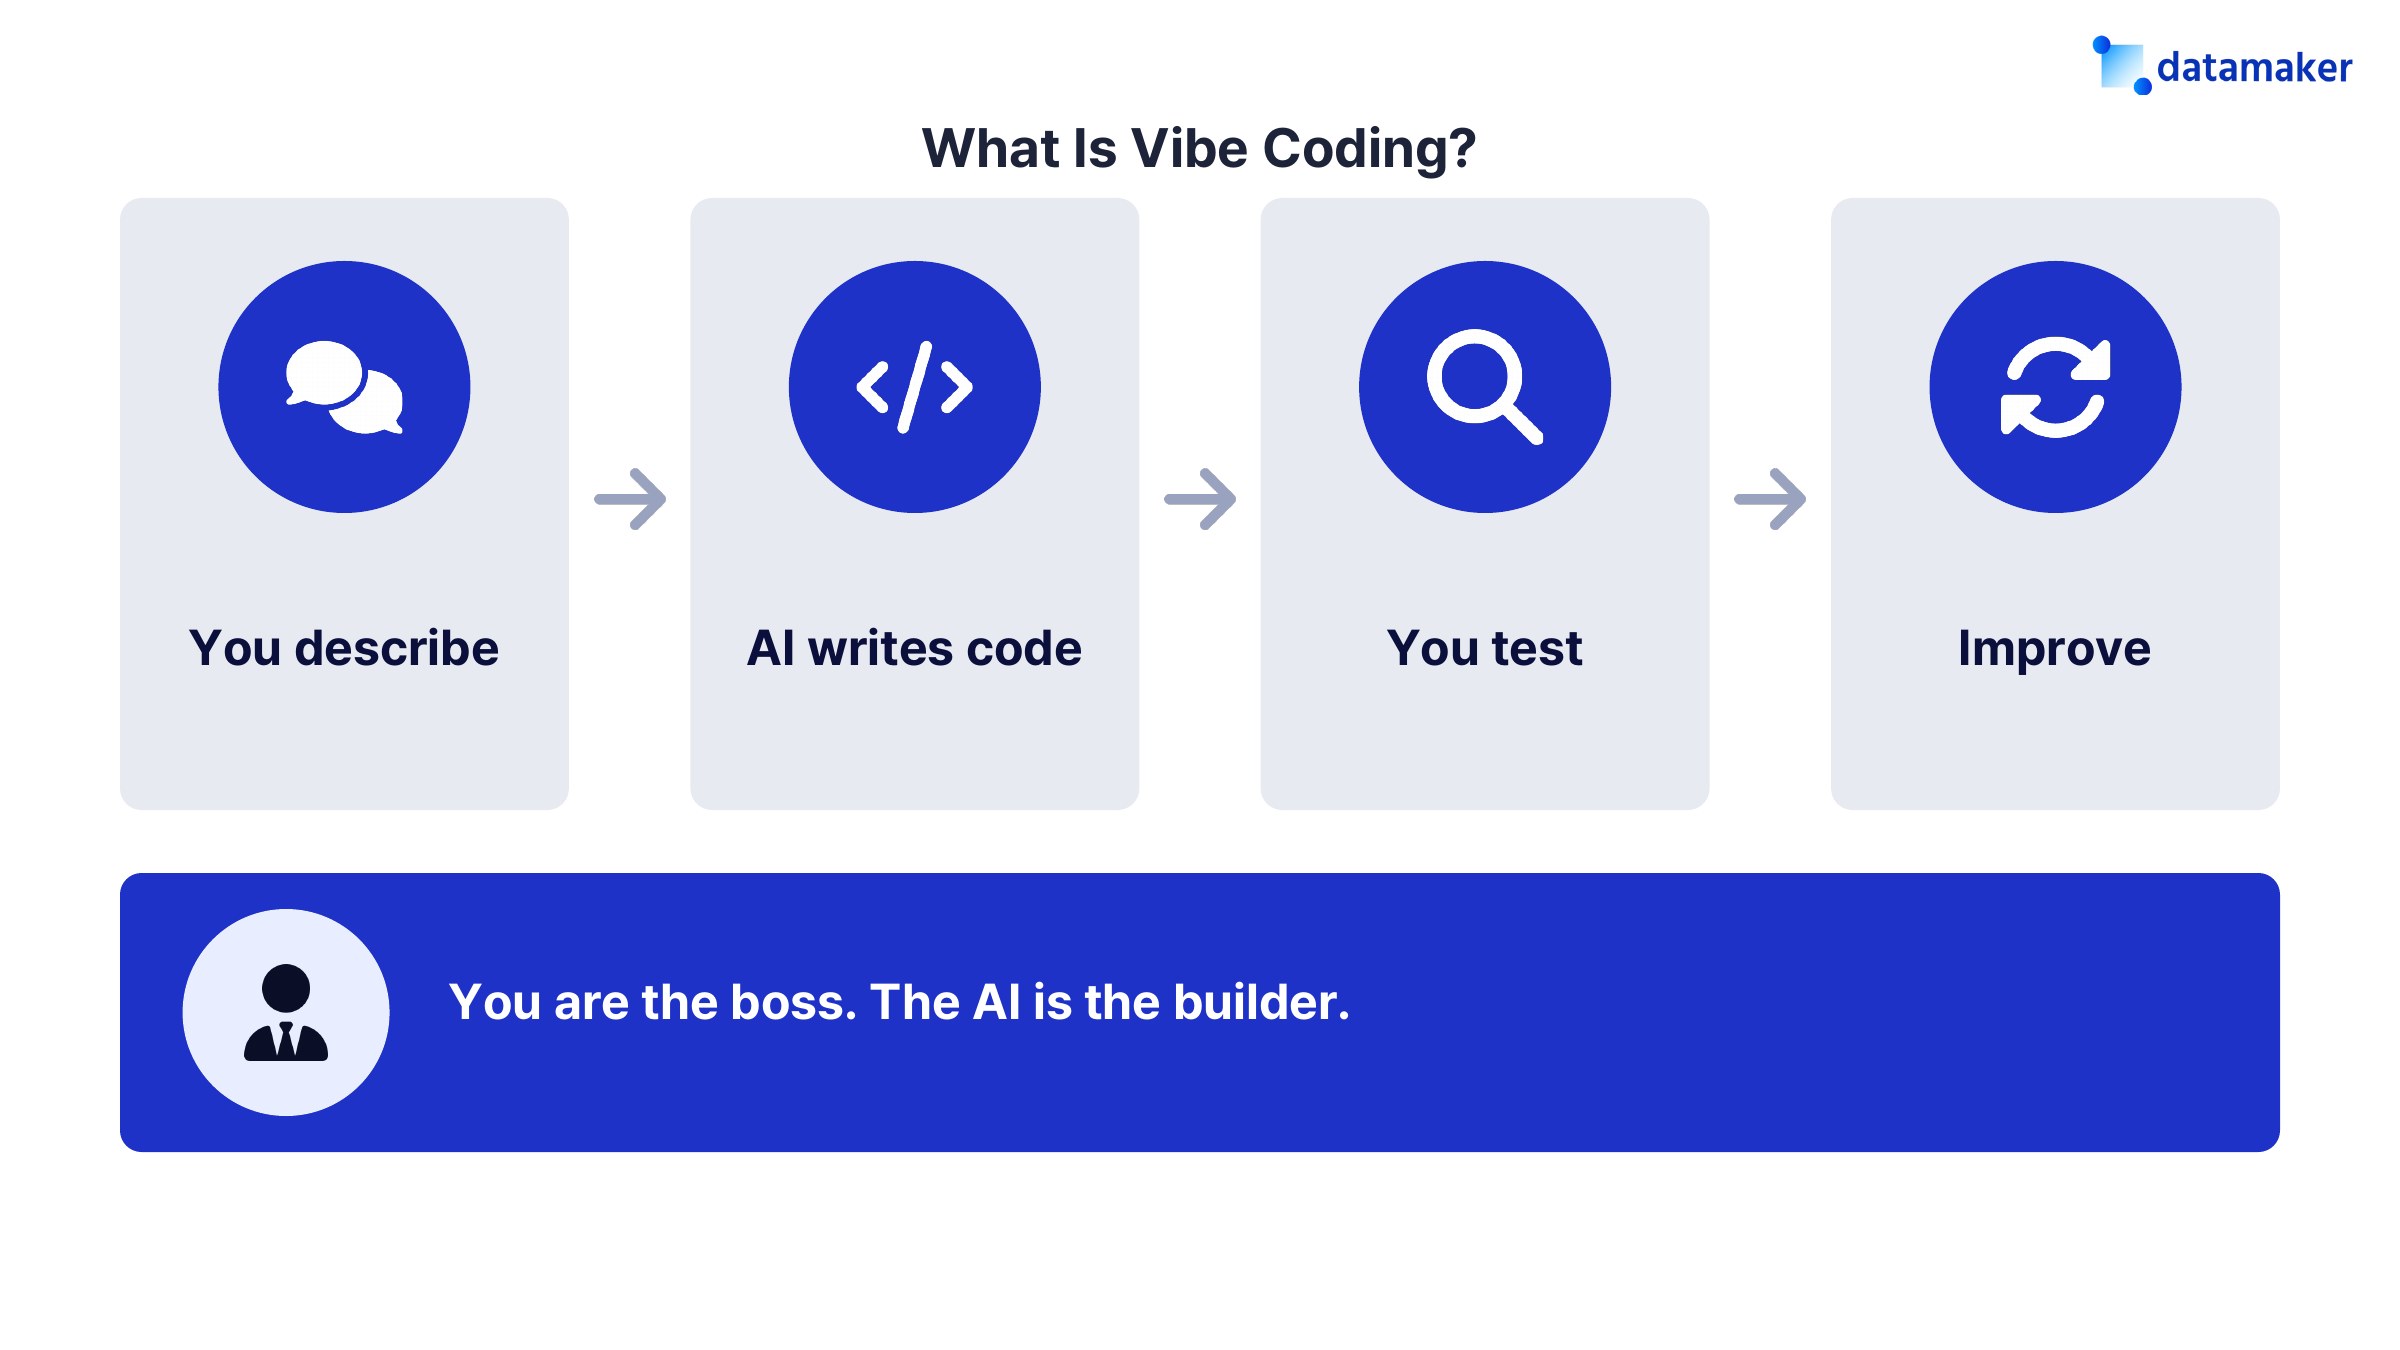 datamaker
What Is Vibe Coding?
You describe
AI writes code
You test
Improve
You are the boss. The AI is the builder.